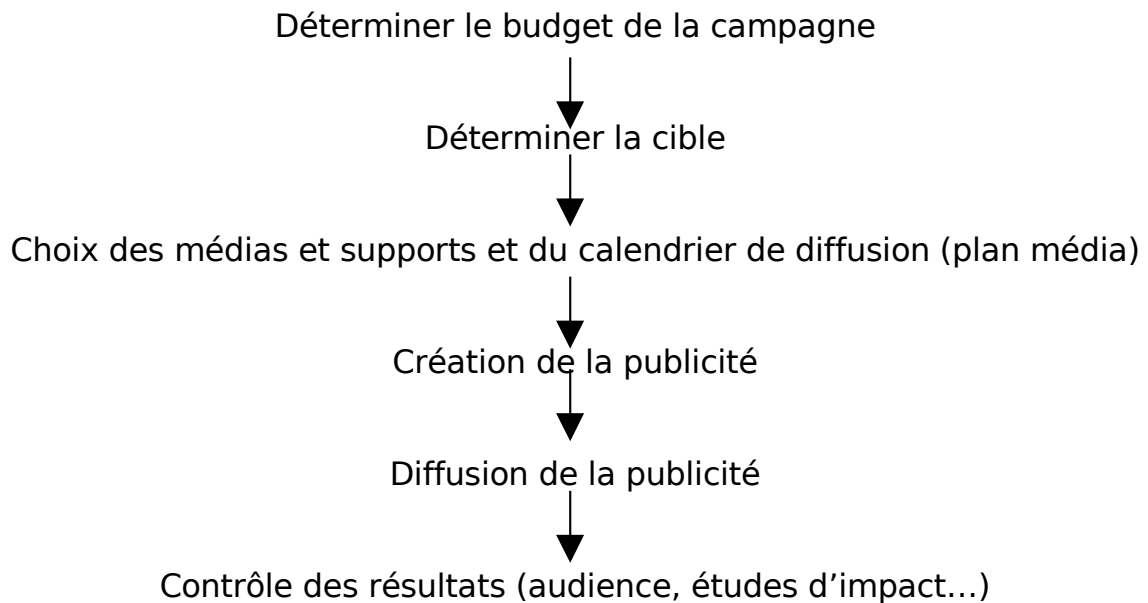 Déterminer le budget de la campagne
Déterminer la cible
Choix des médias et supports et du calendrier de diffusion (plan média)
Création de la publicité
Diffusion de la publicité
Contrôle des résultats (audience, études d’impact…)